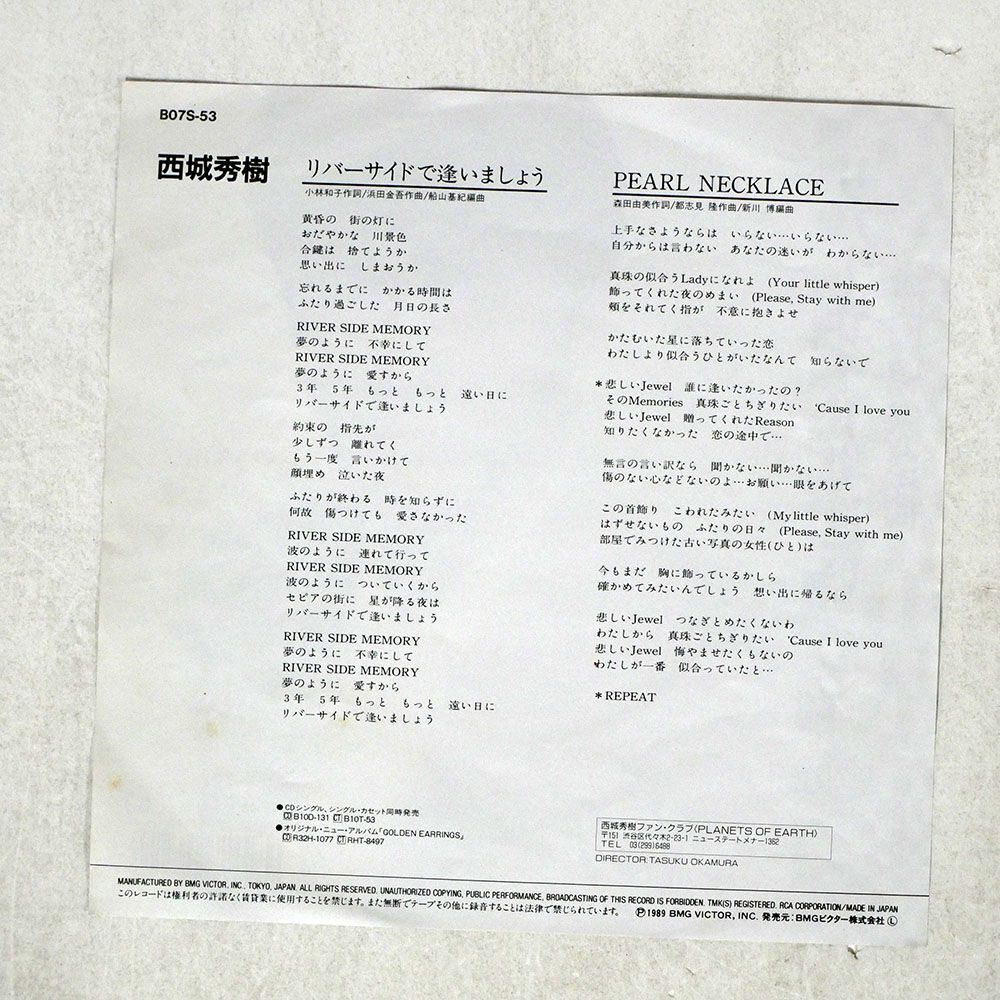 B07S-53
西城秀樹
リバーサイドで逢いましょう
小林和子作詞/浜田金吾作曲/船山基紀編曲
黄昏の　街の灯に
おだやかな　川景色
合鍵は　捨てようか
思い出に　しまおうか
忘れるまでに　かかる時間は
ふたり過ごした　月日の長さ
RIVER SIDE MEMORY
夢のように　不幸にして
RIVER SIDE MEMORY
夢のように　愛すから
3年　5年　もっと　もっと　遠い日に
リバーサイドで逢いましょう
約束の　指先が
少しずつ　離れてく
もう一度　言いかけて
顔埋め　泣いた夜
ふたりが終わる　時を知らずに
何故　傷つけても　愛さなかった
RIVER SIDE MEMORY
波のように　連れて行って
RIVER SIDE MEMORY
波のように　ついていくから
セピアの街に　星が降る夜は
リバーサイドで逢いましょう
RIVER SIDE MEMORY
夢のように　不幸にして
RIVER SIDE MEMORY
夢のように　愛すから
3年　5年　もっと　もっと　遠い日に
リバーサイドで逢いましょう
PEARL NECKLACE
森田由美作詞/都志見 隆作曲/新川 博編曲
上手なさようならは　いらない…いらない…
自分からは言わない　あなたの迷いが　わからない…
真珠の似合うLadyになれよ　(Your little whisper)
飾ってくれた夜のめまい　(Please, Stay with me)
頬をそれてく指が　不意に抱きよせ
かたむいた星に落ちていった恋
わたしより似合うひとがいたなんて　知らないで
*悲しいJewel　誰に逢いたかったの？
そのMemories　真珠ごとちぎりたい　'Cause I love you
悲しいJewel　贈ってくれたReason
知りたくなかった　恋の途中で…
無言の言い訳なら　聞かない…聞かない…
傷のない心などないのよ…お願い…眼をあげて
この首飾り　こわれたみたい　(My little whisper)
はずせないもの　ふたりの日々　(Please, Stay with me)
部屋でみつけた古い写真の女性(ひと)は
今もまだ　胸に飾っているかしら
確かめてみたいんでしょう　想い出に帰るなら
悲しいJewel　つなぎとめたくないわ
わたしから　真珠ごとちぎりたい　'Cause I love you
悲しいJewel　悔やませたくもないの
わたしが一番　似合っていたと…
*REPEAT
●CDシングル、シングル・カセット同時発売
CD B10D-131 CT B10T-53
●オリジナル・ニュー・アルバム「GOLDEN EARRINGS」
CD R32H-1077 CT RHT-8497
西城秀樹ファン・クラブ(PLANETS OF EARTH)
〒151 渋谷区代々木2-23-1 ニューステートメナー1362
TEL 03(299)6488
DIRECTOR:TASUKU OKAMURA
MANUFACTURED BY BMG VICTOR, INC., TOKYO, JAPAN. ALL RIGHTS RESERVED. UNAUTHORIZED COPYING, PUBLIC PERFORMANCE, BROADCASTING OF THIS RECORD IS FORBIDDEN. TMK(S) REGISTERED. RCA CORPORATION/MADE IN JAPAN
このレコードは権利者の許諾なく賃貸業に使用することを禁じます。また無断でテープその他に録音することは法律で禁じられています。　Ⓟ1989 BMG VICTOR, INC. 発売元:BMGビクター株式会社 Ⓛ